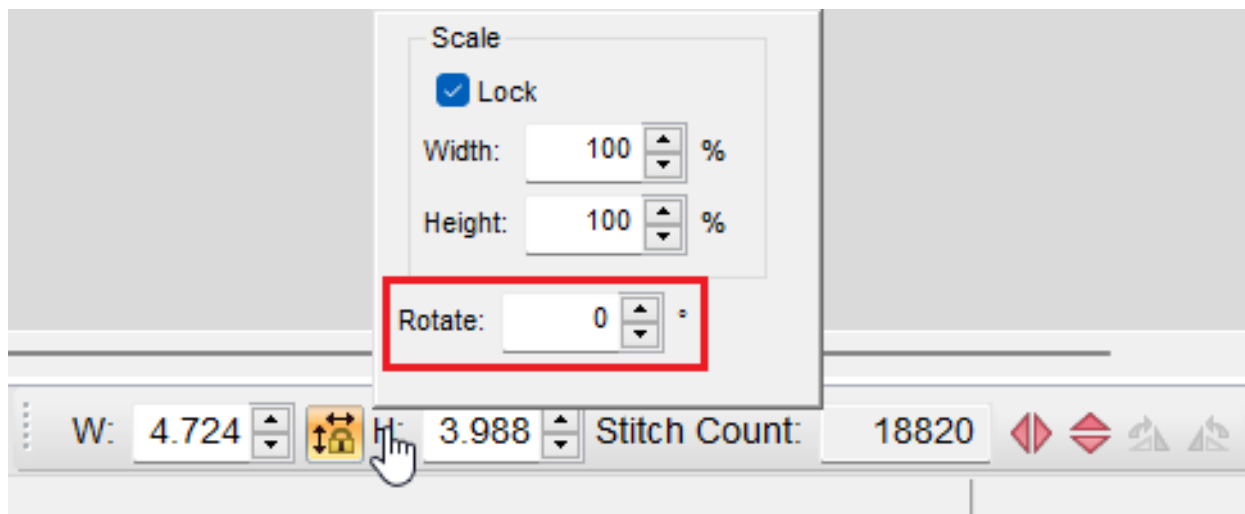 Scale
Lock
Width: 100 %
Height: 100 %
Rotate: 0 °
W: 4.724 H: 3.988 Stitch Count: 18820